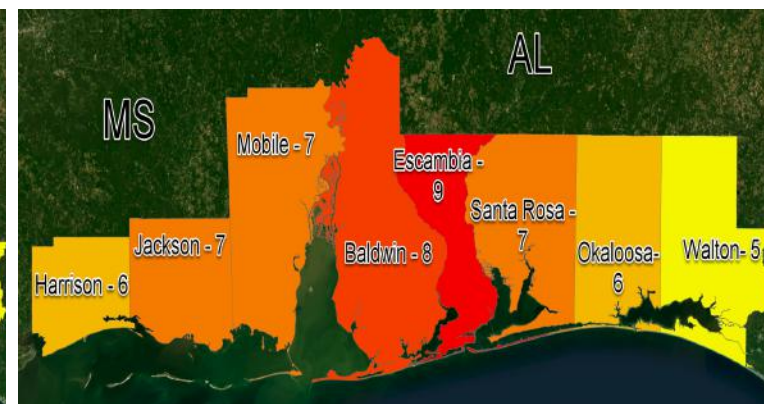 MS
AL
Mobile - 7
Escambia -
9
Santa Rosa -
7
Jackson - 7
Baldwin - 8
Okaloosa-
6
Walton- 5
Harrison - 6